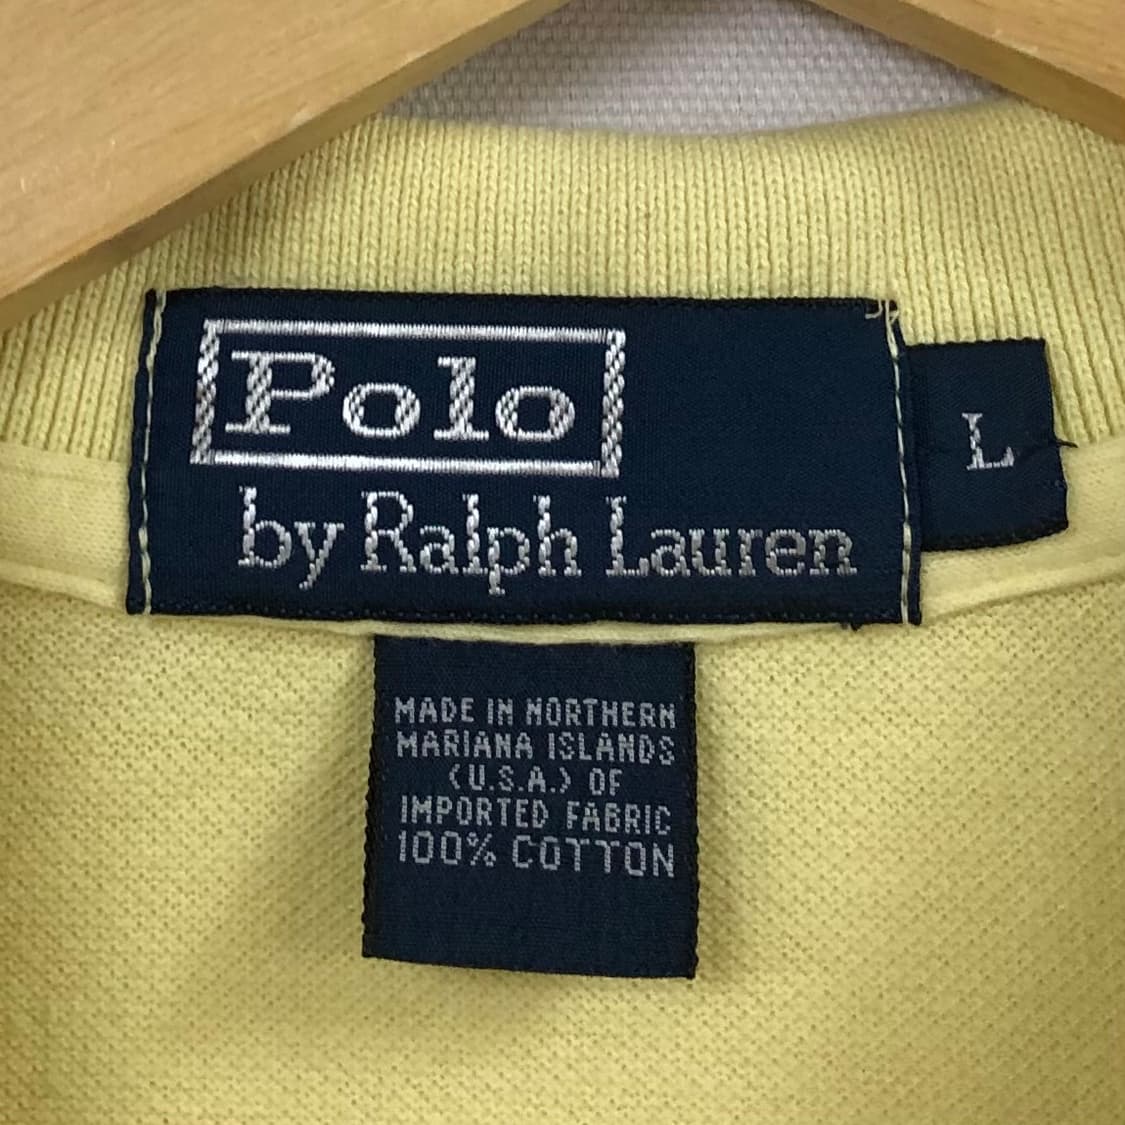 Polo
by Ralph Lauren
L
MADE IN NORTHERN
MARIANA ISLANDS
(U.S.A.) OF
IMPORTED FABRIC
100% COTTON